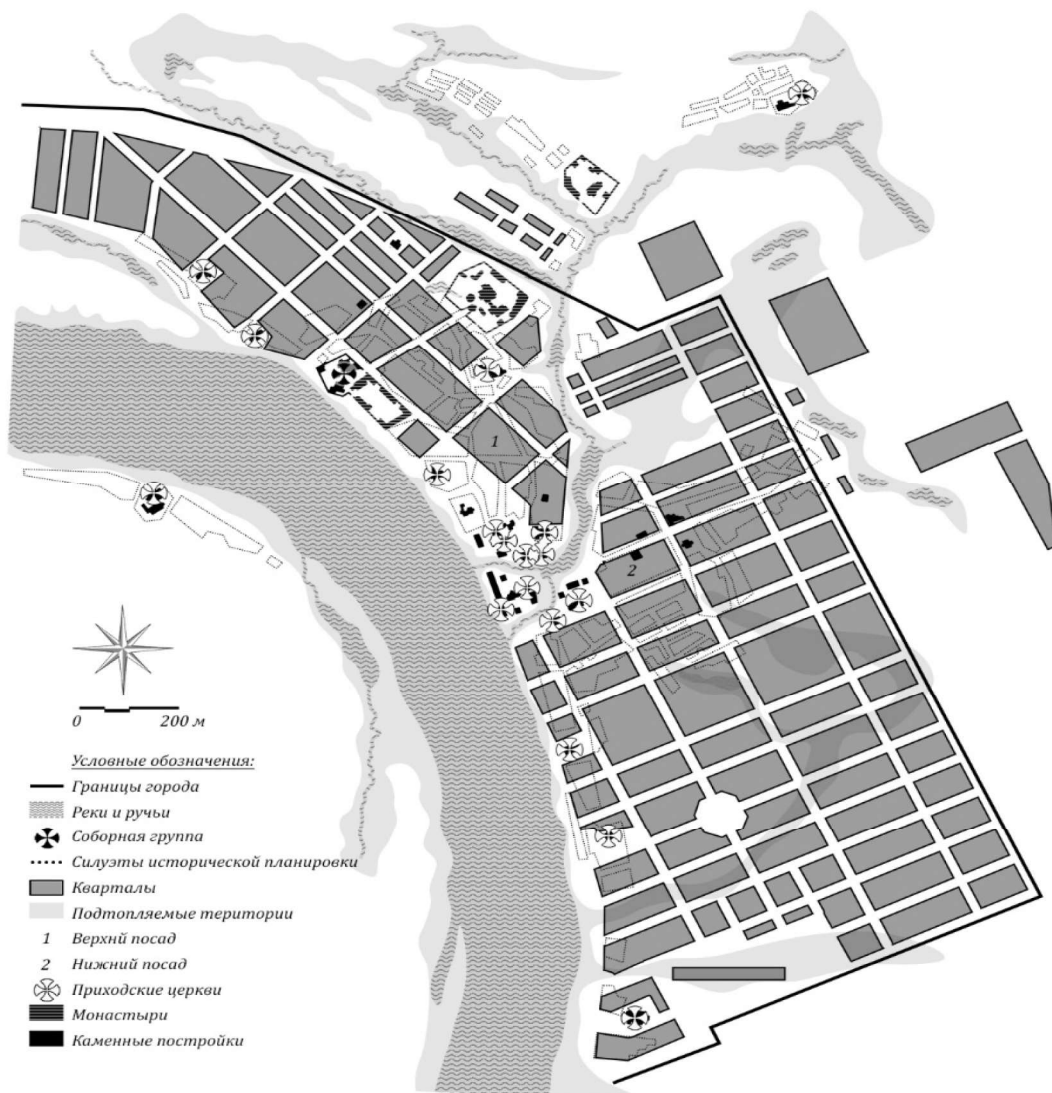 1
2
0 200 м
Условные обозначения:
Границы города
Реки и ручьи
Соборная группа
Силуэты исторической планировки
Кварталы
Подтопляемые територии
1 Верхнй посад
2 Нижний посад
Приходские церкви
Монастыри
Каменные постройки